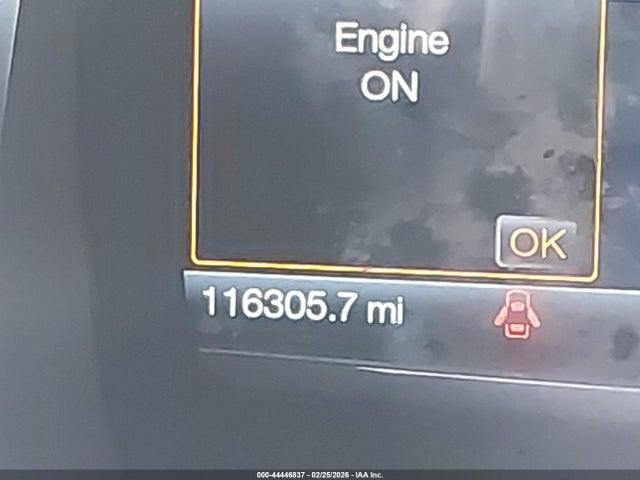 Engine
ON
OK
116305.7 mi
000-44446837 - 02/25/2026 - IAA Inc.